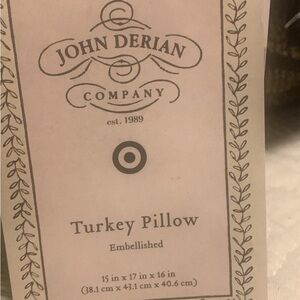 JOHN DERIAN
COMPANY
est. 1989
Turkey Pillow
Embellished
15 in x 17 in x 16 in
(38.1 cm x 43.1 cm x 40.6 cm)